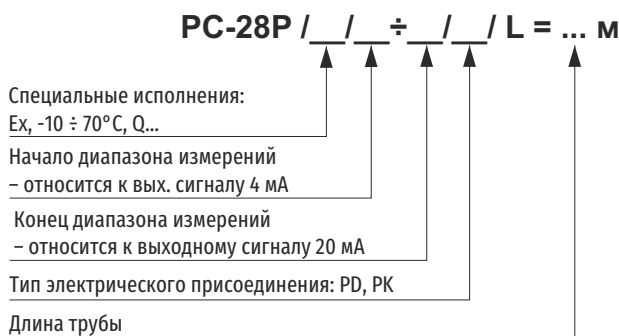 PC-28P /__/__÷__/__/ L = ... м
Специальные исполнения:
Ex, -10 ÷ 70°C, Q...
Начало диапазона измерений
– относится к вых. сигналу 4 мА
Конец диапазона измерений
– относится к выходному сигналу 20 мА
Тип электрического присоединения: PD, PK
Длина трубы